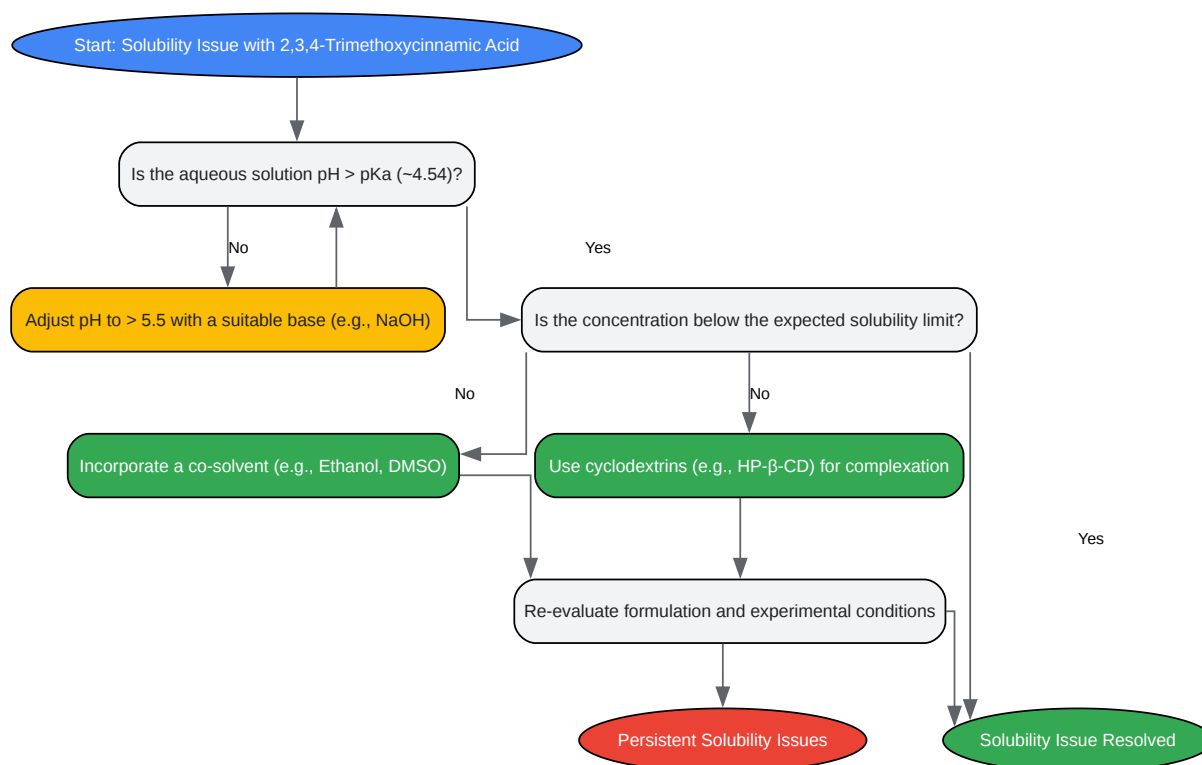 Start: Solubility Issue with 2,3,4-Trimethoxycinnamic Acid
Is the aqueous solution pH > pKa (~4.54)?
No
Yes
Adjust pH to > 5.5 with a suitable base (e.g., NaOH)
Is the concentration below the expected solubility limit?
No
No
Incorporate a co-solvent (e.g., Ethanol, DMSO)
Use cyclodextrins (e.g., HP-β-CD) for complexation
Yes
Re-evaluate formulation and experimental conditions
Persistent Solubility Issues
Solubility Issue Resolved